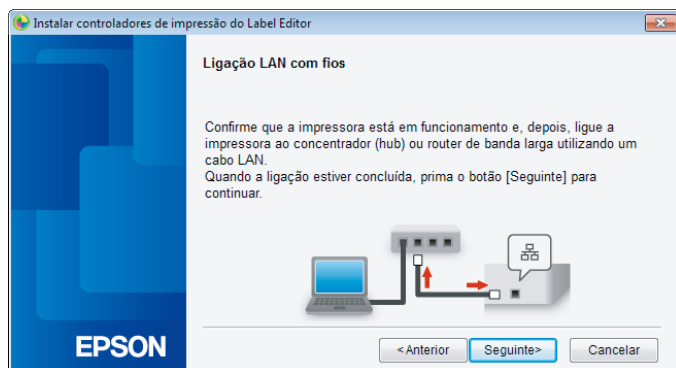 Instalar controladores de impressão do Label Editor
Ligação LAN com fios
Confirme que a impressora está em funcionamento e, depois, ligue a
impressora ao concentrador (hub) ou router de banda larga utilizando um
cabo LAN.
Quando a ligação estiver concluída, prima o botão [Seguinte] para
continuar.
EPSON
<Anterior
Seguinte>
Cancelar